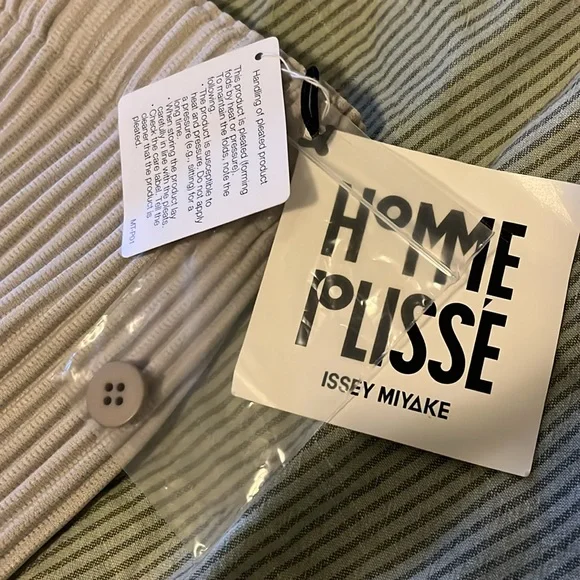 Handling of pleated product
This product is pleated (forming
folds by heat or pressure).
To maintain the folds, note the
following.
• The product is susceptible to
heat and pressure. Do not apply
a pressure (e.g., sitting) for a
long time.
• When storing the product lay
carefully in line with the pleats.
• Check the care label. Tell the
cleaner that the product is
pleated.
MT-P01
HOMME
PLISSÉ
ISSEY MIYAKE